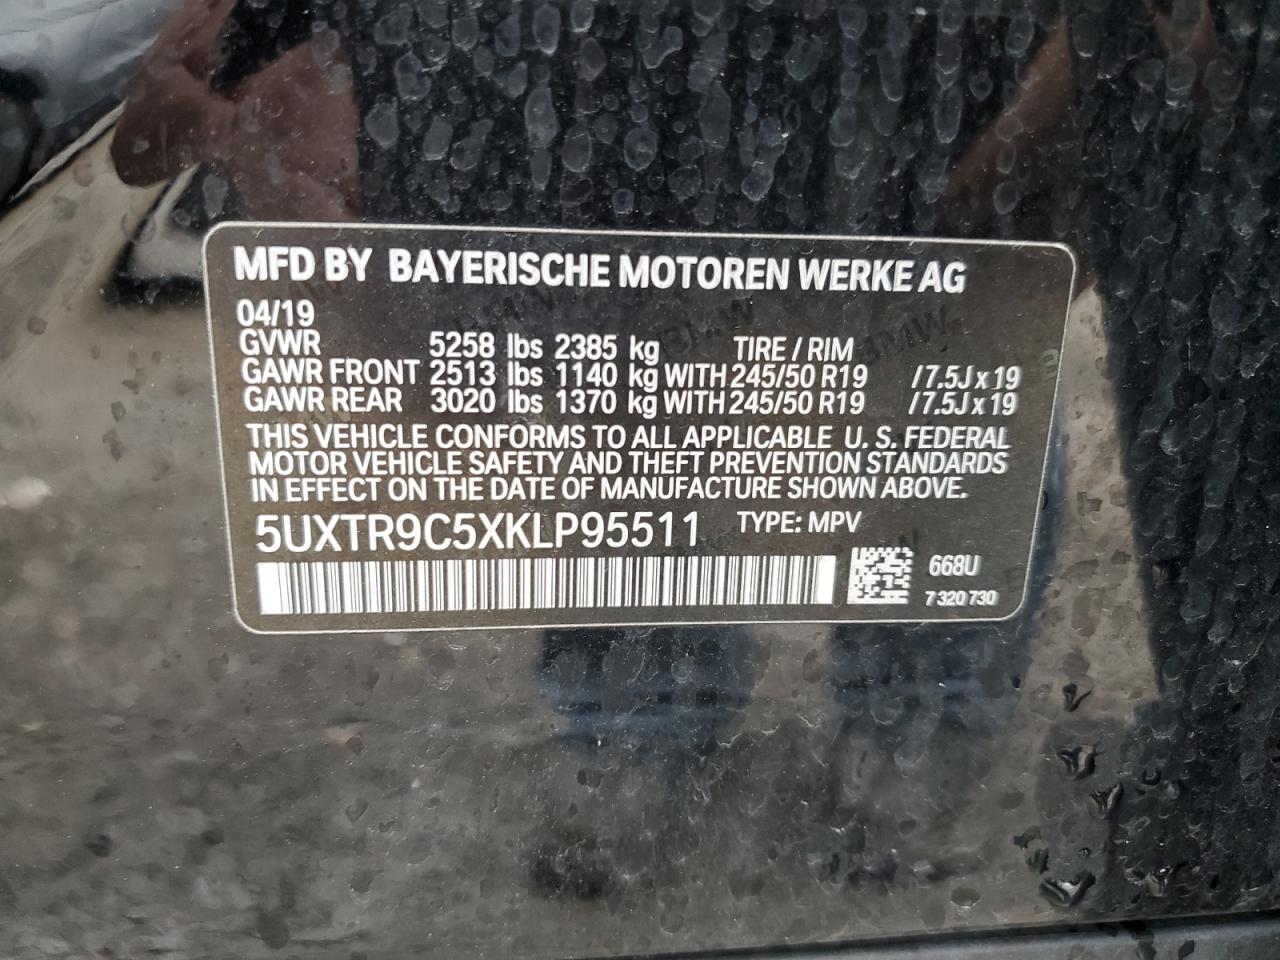 MFD BY BAYERISCHE MOTOREN WERKE AG
04/19
GVWR 5258 lbs 2385 kg TIRE / RIM
GAWR FRONT 2513 lbs 1140 kg WITH 245/50 R19 / 7.5J x 19
GAWR REAR 3020 lbs 1370 kg WITH 245/50 R19 / 7.5J x 19
THIS VEHICLE CONFORMS TO ALL APPLICABLE U. S. FEDERAL
MOTOR VEHICLE SAFETY AND THEFT PREVENTION STANDARDS
IN EFFECT ON THE DATE OF MANUFACTURE SHOWN ABOVE.
5UXTR9C5XKLP95511 TYPE: MPV
668U
7 320 730